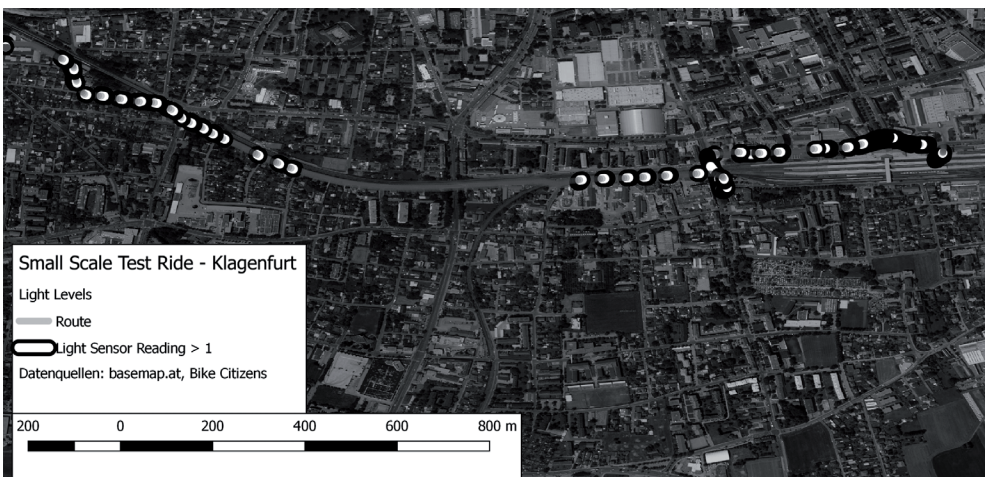 Small Scale Test Ride - Klagenfurt
Light Levels
Route
Light Sensor Reading > 1
Datenquellen: basemap.at, Bike Citizens
200 0 200 400 600 800 m